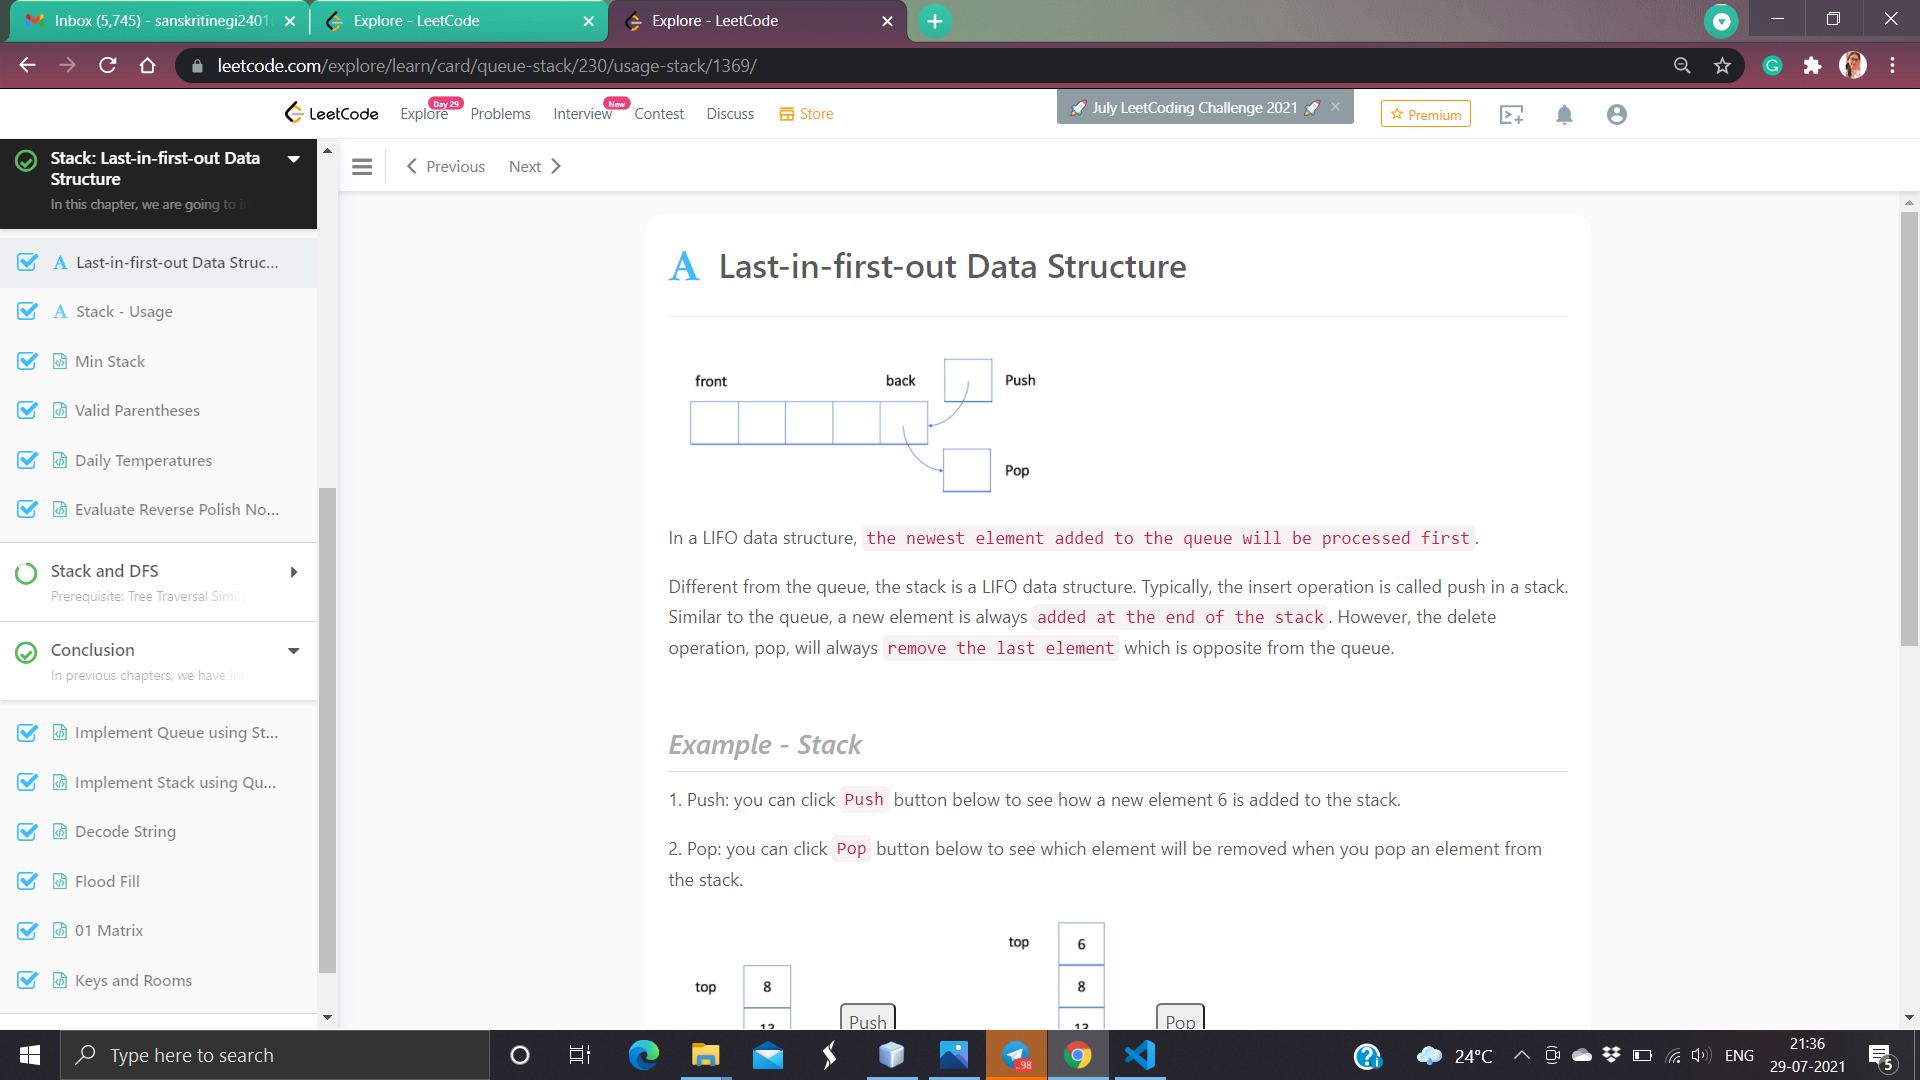 Inbox (5,745) - sanskritinegi2401
Explore - LeetCode
Explore - LeetCode
leetcode.com/explore/learn/card/queue-stack/230/usage-stack/1369/
LeetCode
Explore
Day 29
Problems
Interview
New
Contest
Discuss
Store
July LeetCoding Challenge 2021
Premium
Stack: Last-in-first-out Data
Structure
In this chapter, we are going to i
Last-in-first-out Data Struc...
Stack - Usage
Min Stack
Valid Parentheses
Daily Temperatures
Evaluate Reverse Polish No...
Stack and DFS
Prerequisite: Tree Traversal Simila
Conclusion
In previous chapters, we have int
Implement Queue using St...
Implement Stack using Qu...
Decode String
Flood Fill
01 Matrix
Keys and Rooms
Previous
Next
A Last-in-first-out Data Structure
front
back
Push
Pop
In a LIFO data structure, the newest element added to the queue will be processed first.
Different from the queue, the stack is a LIFO data structure. Typically, the insert operation is called push in a stack.
Similar to the queue, a new element is always added at the end of the stack. However, the delete
operation, pop, will always remove the last element which is opposite from the queue.
Example - Stack
1. Push: you can click Push button below to see how a new element 6 is added to the stack.
2. Pop: you can click Pop button below to see which element will be removed when you pop an element from
the stack.
top
8
Push
top
6
8
Pop
Type here to search
..98
24°C
ENG
21:36
29-07-2021
5